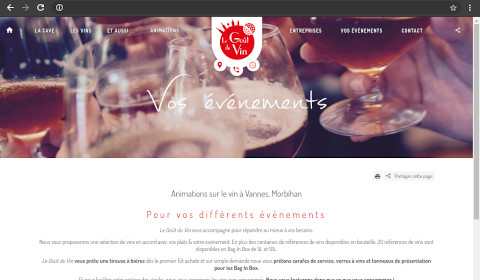 LA CAVE LES VINS ET AUSSI ANIMATIONS ENTREPRISES VOS ÉVÉNEMENTS CONTACT
Le Goût du Vin
Vos événements
Partager cette page
Animations sur le vin à Vannes, Morbihan
Pour vos différents évènements
Le Goût du Vin vous accompagne pour répondre au mieux à vos besoins.
Nous vous proposons une sélection de vins en accord avec vos plats & votre événement. En plus des centaines de références de vins disponibles en bouteille, 20 références de vins sont
disponibles en Bag In Box de 5L et 10L.
Le Goût du Vin vous prête une tireuse à bières dès le premier fût acheté et sur simple demande nous vous prêtons carafes de service, verres à vins et tonneaux de présentation
pour les Bag In Box.